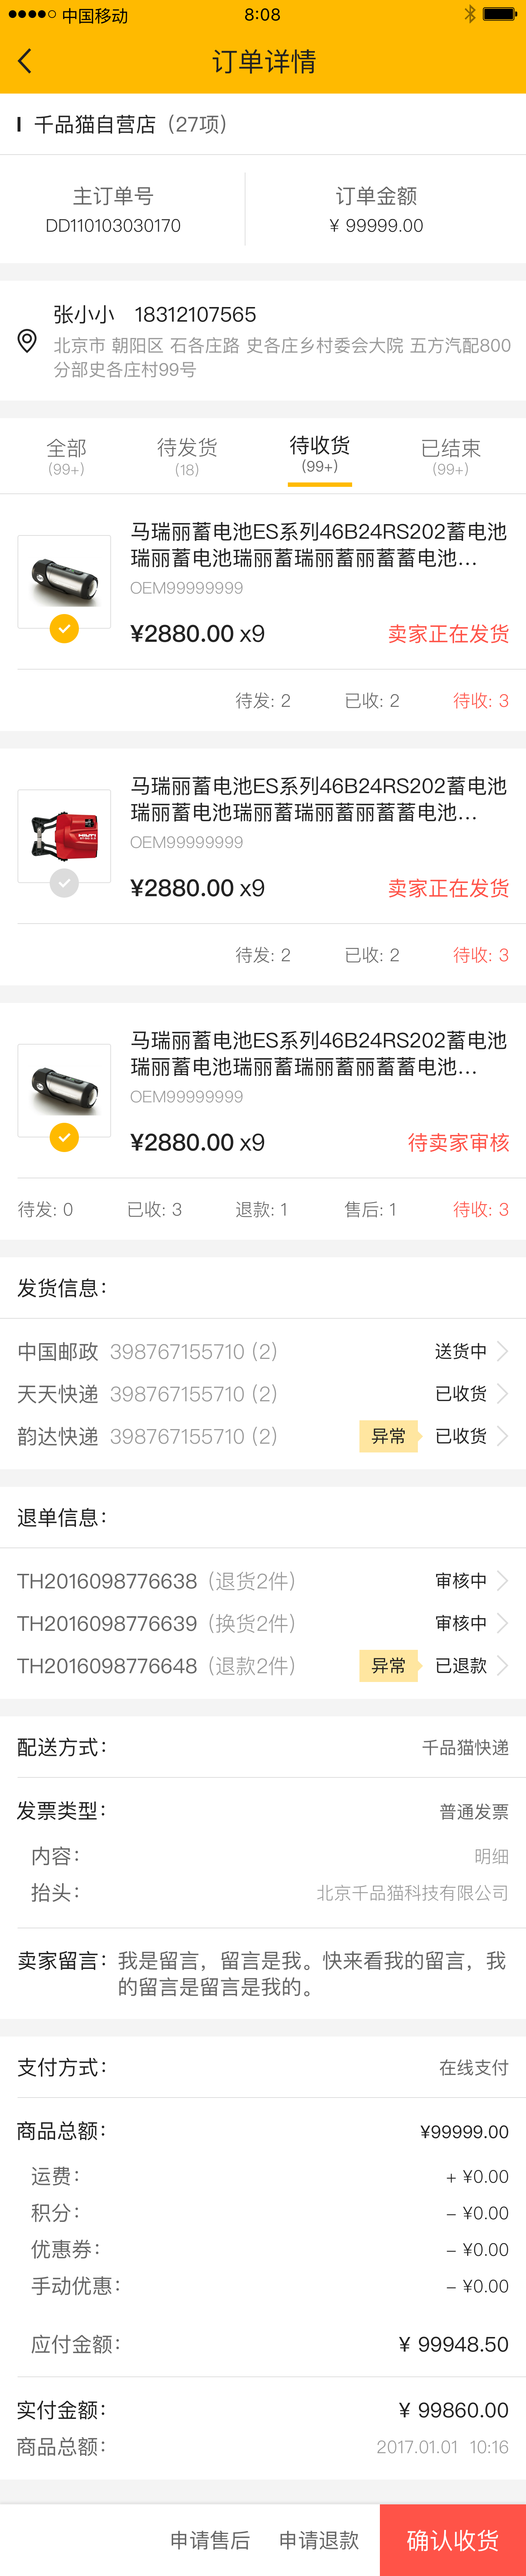 中国移动 8:08
订单详情
千品猫自营店（27项）
主订单号 订单金额
DD110103030170 ¥ 99999.00
张小小 18312107565
北京市 朝阳区 石各庄路 史各庄乡村委会大院 五方汽配800
分部史各庄村99号
全部 待发货 待收货 已结束
(99+) (18) (99+) (99+)
马瑞丽蓄电池ES系列46B24RS202蓄电池
瑞丽蓄电池瑞丽蓄瑞丽蓄丽蓄蓄电池...
OEM99999999
¥2880.00 x9 卖家正在发货
待发: 2 已收: 2 待收: 3
马瑞丽蓄电池ES系列46B24RS202蓄电池
瑞丽蓄电池瑞丽蓄瑞丽蓄丽蓄蓄电池...
OEM99999999
¥2880.00 x9 卖家正在发货
待发: 2 已收: 2 待收: 3
马瑞丽蓄电池ES系列46B24RS202蓄电池
瑞丽蓄电池瑞丽蓄瑞丽蓄丽蓄蓄电池...
OEM99999999
¥2880.00 x9 待卖家审核
待发: 0 已收: 3 退款: 1 售后: 1 待收: 3
发货信息：
中国邮政 398767155710 (2) 送货中
天天快递 398767155710 (2) 已收货
韵达快递 398767155710 (2) 异常 已收货
退单信息：
TH2016098776638（退货2件） 审核中
TH2016098776639（换货2件） 审核中
TH2016098776648（退款2件） 异常 已退款
配送方式： 千品猫快递
发票类型： 普通发票
内容： 明细
抬头： 北京千品猫科技有限公司
卖家留言：我是留言，留言是我。快来看我的留言，我
的留言是留言是我的。
支付方式： 在线支付
商品总额： ¥99999.00
运费： + ¥0.00
积分： – ¥0.00
优惠券： – ¥0.00
手动优惠： – ¥0.00
应付金额： ¥ 99948.50
实付金额： ¥ 99860.00
商品总额： 2017.01.01 10:16
申请售后 申请退款 确认收货